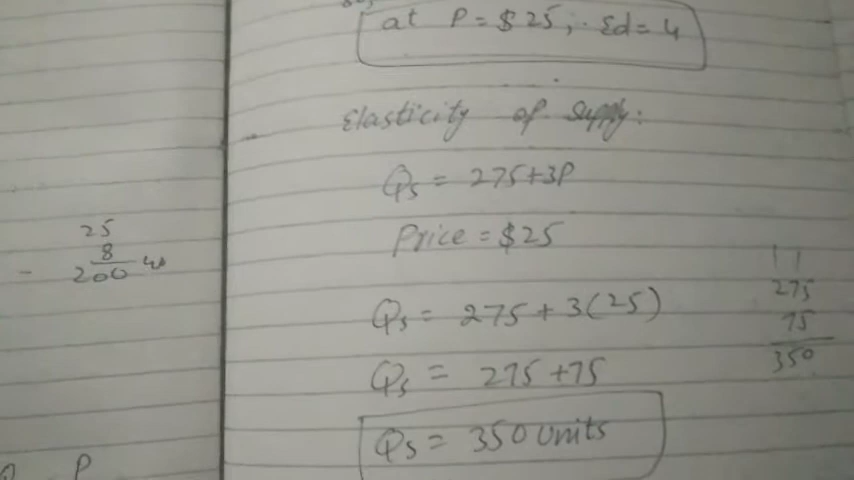 at P = $25, Ed = 4
Elasticity of supply:
Qs = 275+3P
Price = $25
Qs = 275 + 3(25)
Qs = 275 + 75
Qs = 350 units
25
8
200
11
275
75
350
P